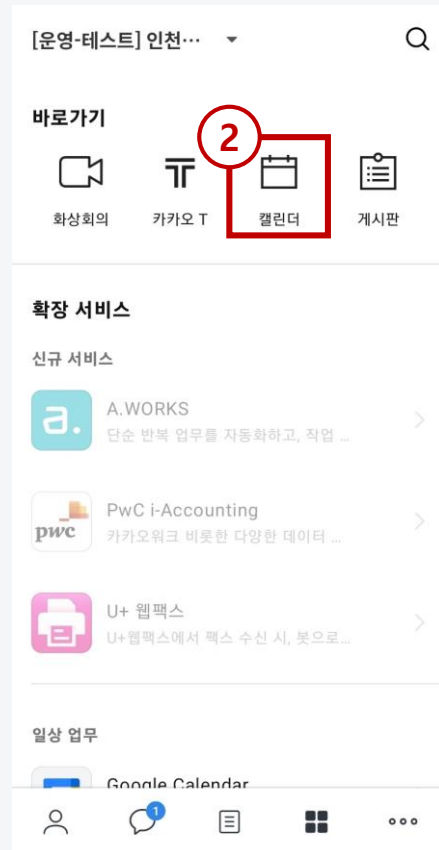 [운영-테스트] 인천…
바로가기
2
화상회의
카카오 T
캘린더
게시판
확장 서비스
신규 서비스
a.
A.WORKS
단순 반복 업무를 자동화하고, 작업 ...
pwc
PwC i-Accounting
카카오워크 비롯한 다양한 데이터 ...
U+ 웹팩스
U+웹팩스에서 팩스 수신 시, 봇으로...
일상 업무
Google Calendar
1